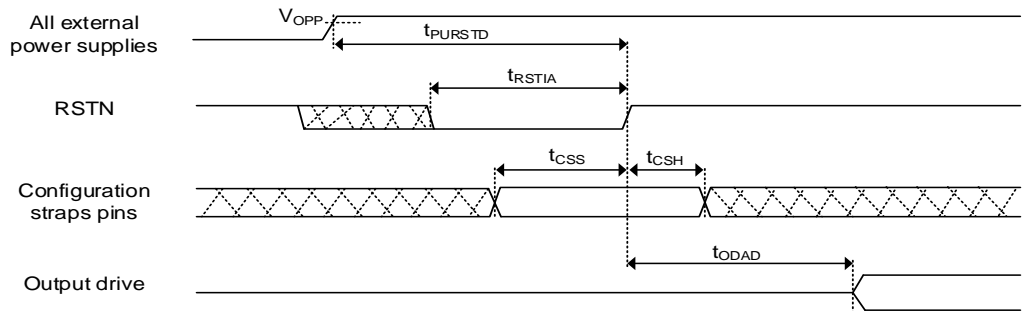 All external
power supplies
VOPP
tPURSTD
RSTN
tRSTIA
Configuration
straps pins
tCSS
tCSH
Output drive
tODAD